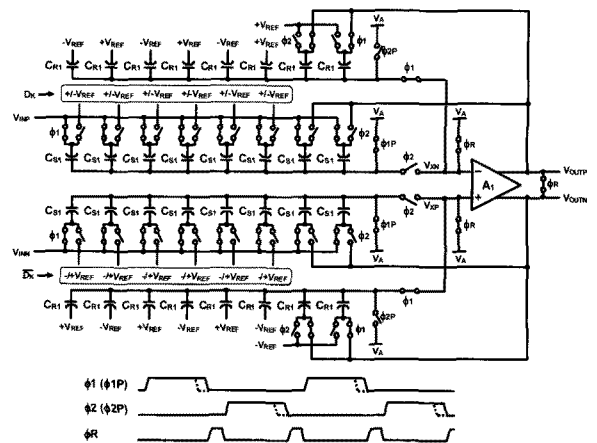 +VREF ϕ2 ϕ1 VA
-VREF +VREF -VREF +VREF -VREF +VREF ϕ2P
CR1 CR1 CR1 CR1 CR1 CR1 CR1 CR1 ϕ1
DK +/-VREF +/-VREF +/-VREF +/-VREF +/-VREF +/-VREF
VINP VA VA
ϕ1 ϕ2 ϕ1P ϕR
CS1 CS1 CS1 CS1 CS1 CS1 CS1 CS1 ϕ2 VXN
- A1 + VOUTP ϕR VOUTN
VXP
CS1 CS1 CS1 CS1 CS1 CS1 CS1 CS1 ϕ2
ϕ1 ϕ2 ϕ1P ϕR
VINN VA VA
DK -/+VREF -/+VREF -/+VREF -/+VREF -/+VREF -/+VREF
CR1 CR1 CR1 CR1 CR1 CR1 CR1 CR1 ϕ1
+VREF -VREF +VREF -VREF +VREF -VREF ϕ2 ϕ1 ϕ2P
-VREF VA
ϕ1 (ϕ1P)
ϕ2 (ϕ2P)
ϕR